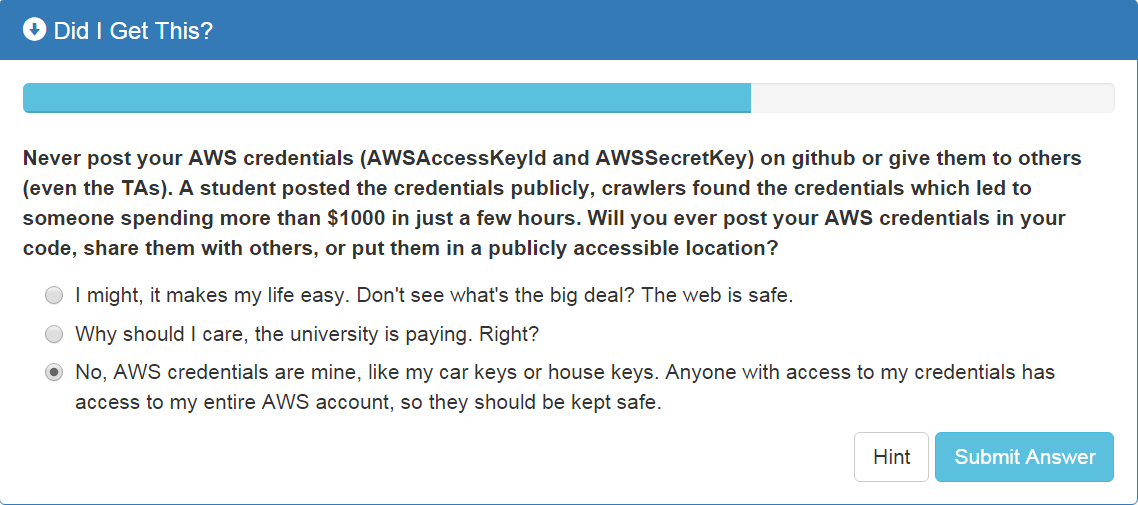 Did I Get This?
Never post your AWS credentials (AWSAccessKeyId and AWSSecretKey) on github or give them to others
(even the TAs). A student posted the credentials publicly, crawlers found the credentials which led to
someone spending more than $1000 in just a few hours. Will you ever post your AWS credentials in your
code, share them with others, or put them in a publicly accessible location?
I might, it makes my life easy. Don't see what's the big deal? The web is safe.
Why should I care, the university is paying. Right?
No, AWS credentials are mine, like my car keys or house keys. Anyone with access to my credentials has
access to my entire AWS account, so they should be kept safe.
Hint
Submit Answer